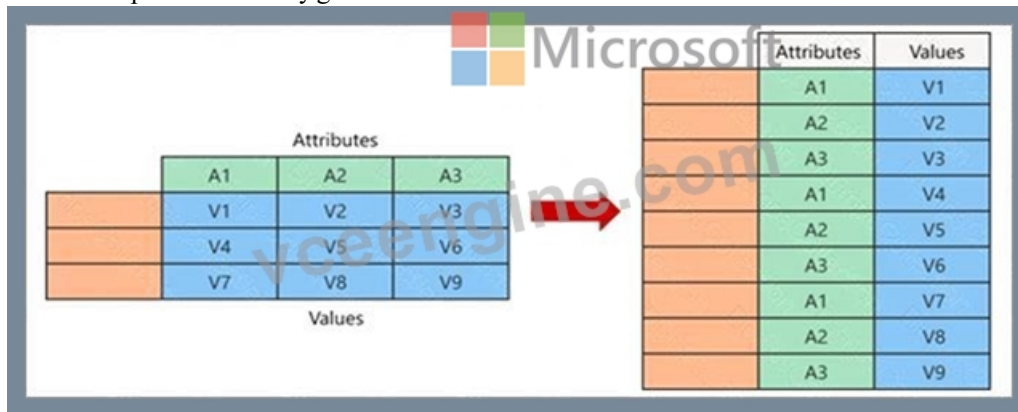 Microsoft
Attributes
A1 A2 A3
V1 V2 V3
V4 V5 V6
V7 V8 V9
Values
Attributes Values
A1 V1
A2 V2
A3 V3
A1 V4
A2 V5
A3 V6
A1 V7
A2 V8
A3 V9
vceengine.com